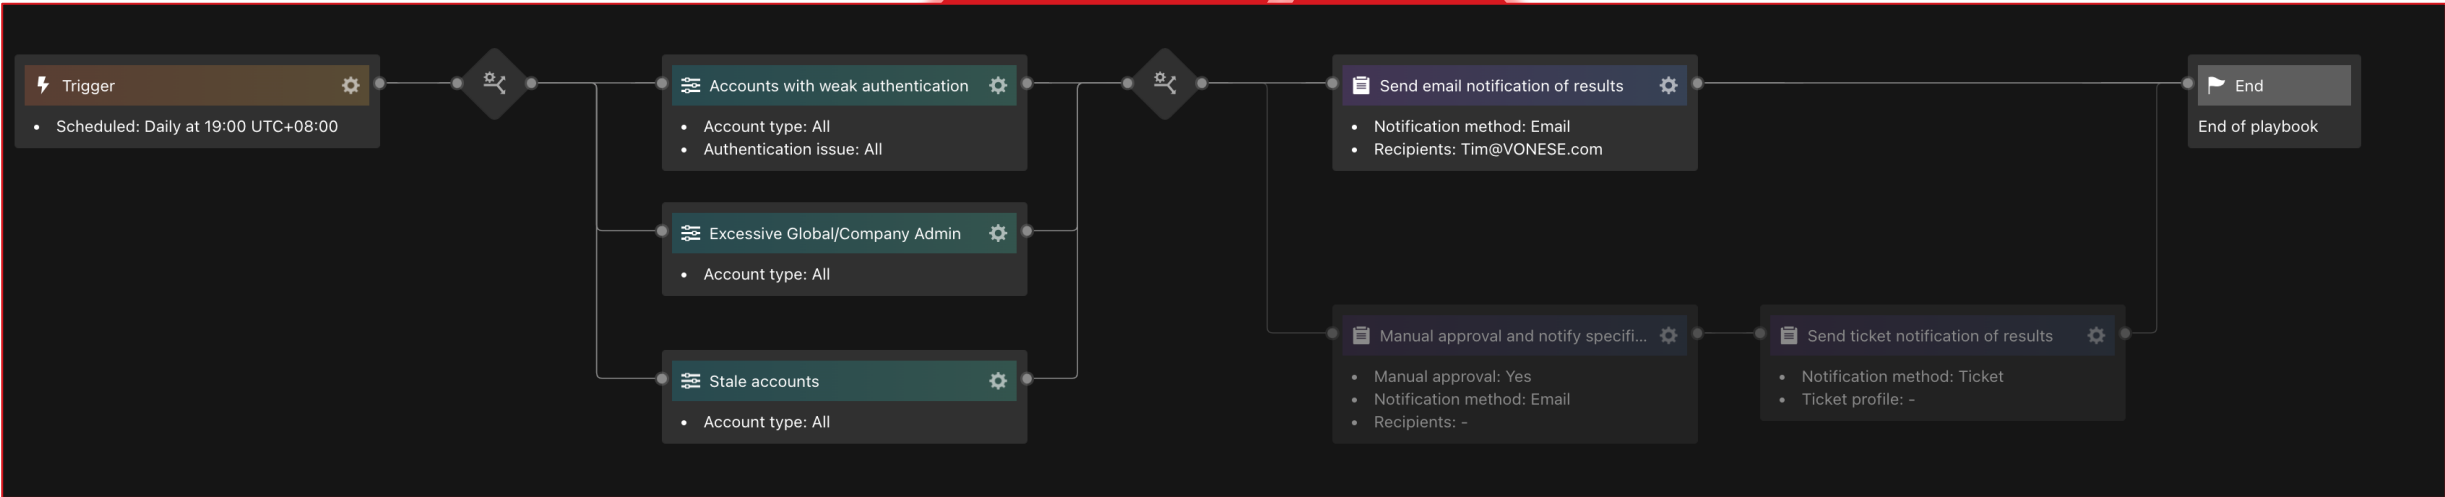 Trigger
• Scheduled: Daily at 19:00 UTC+08:00
Accounts with weak authentication
• Account type: All
• Authentication issue: All
Excessive Global/Company Admin
• Account type: All
Stale accounts
• Account type: All
Send email notification of results
• Notification method: Email
• Recipients: Tim@VONESE.com
Manual approval and notify specifi...
• Manual approval: Yes
• Notification method: Email
• Recipients: -
Send ticket notification of results
• Notification method: Ticket
• Ticket profile: -
End
End of playbook